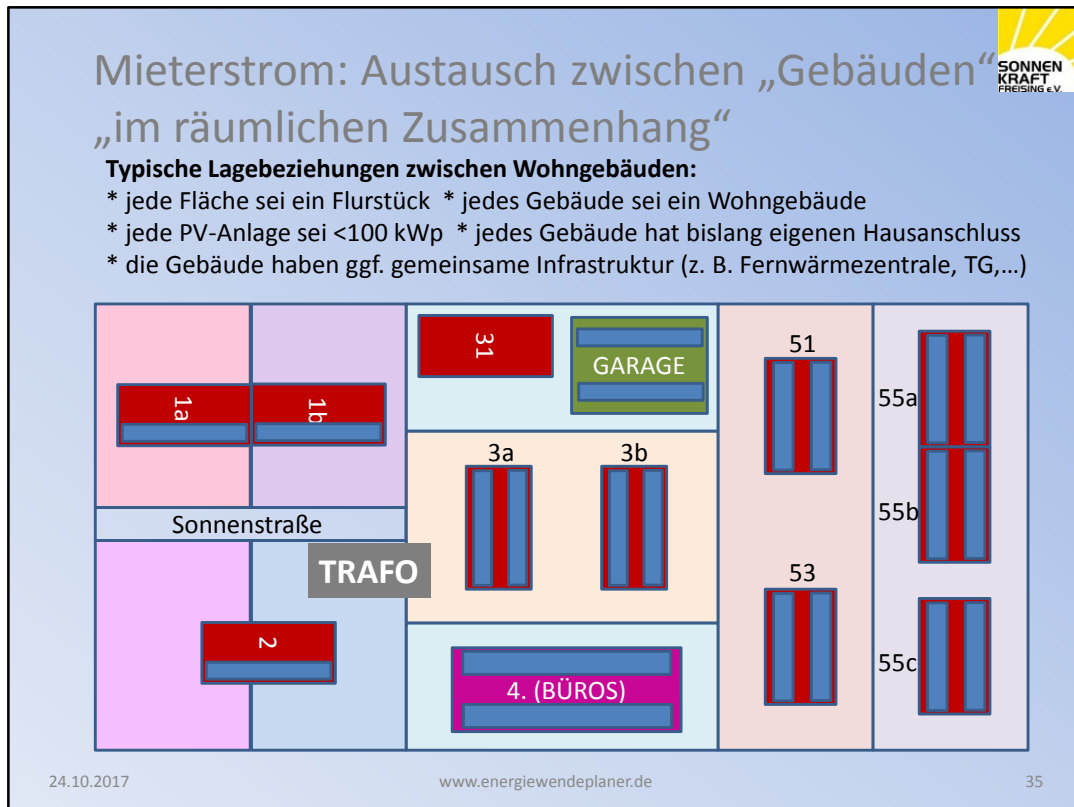 Mieterstrom: Austausch zwischen „Gebäuden“
„im räumlichen Zusammenhang“
SONNEN
KRAFT
FREISING e.V.
Typische Lagebeziehungen zwischen Wohngebäuden:
* jede Fläche sei ein Flurstück * jedes Gebäude sei ein Wohngebäude
* jede PV-Anlage sei <100 kWp * jedes Gebäude hat bislang eigenen Hausanschluss
* die Gebäude haben ggf. gemeinsame Infrastruktur (z. B. Fernwärmezentrale, TG,…)
1a
1b
31
GARAGE
51
55a
3a
3b
55b
Sonnenstraße
TRAFO
53
2
4. (BÜROS)
55c
24.10.2017
www.energiewendeplaner.de
35